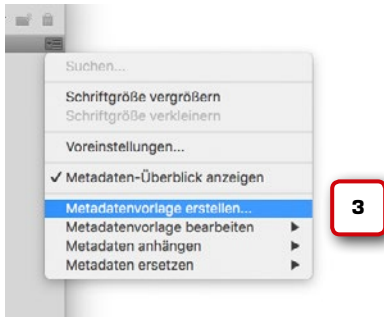 Suchen...
Schriftgröße vergrößern
Schriftgröße verkleinern
Voreinstellungen...
✓ Metadaten-Überblick anzeigen
Metadatenvorlage erstellen...
3
Metadatenvorlage bearbeiten
Metadaten anhängen
Metadaten ersetzen